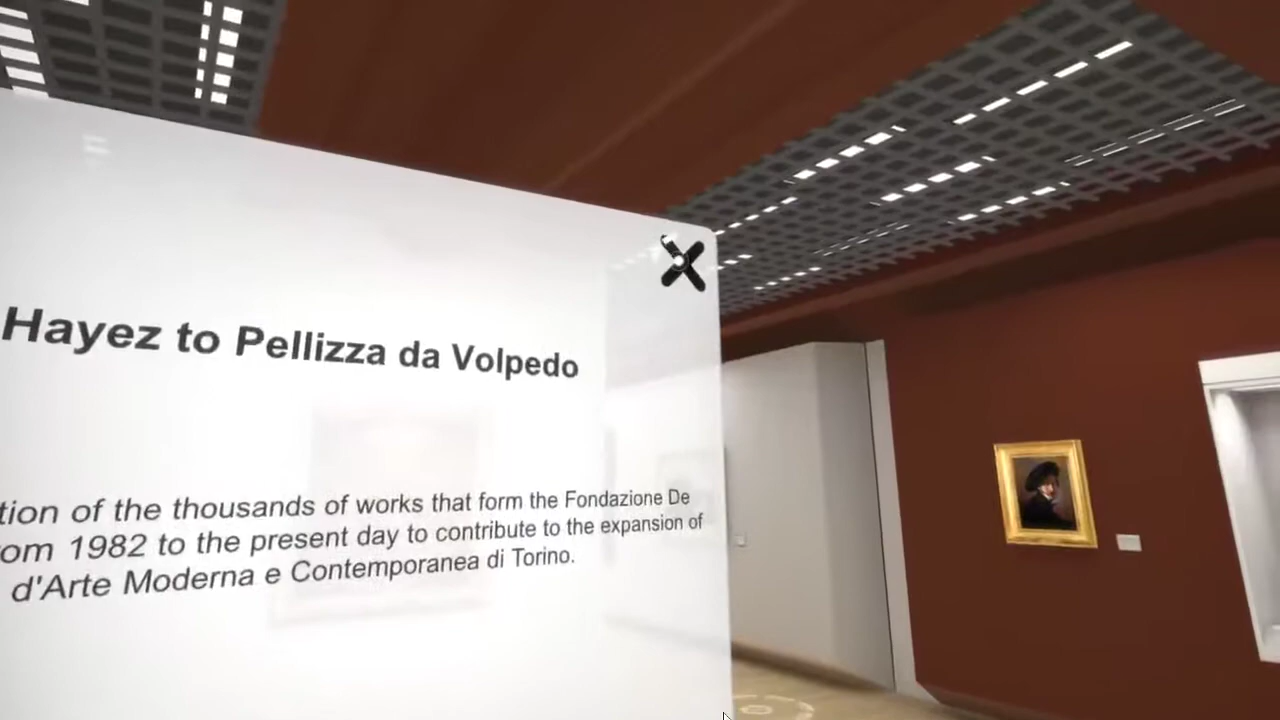 Hayez to Pellizza da Volpedo
tion of the thousands of works that form the Fondazione De
om 1982 to the present day to contribute to the expansion of
d'Arte Moderna e Contemporanea di Torino.